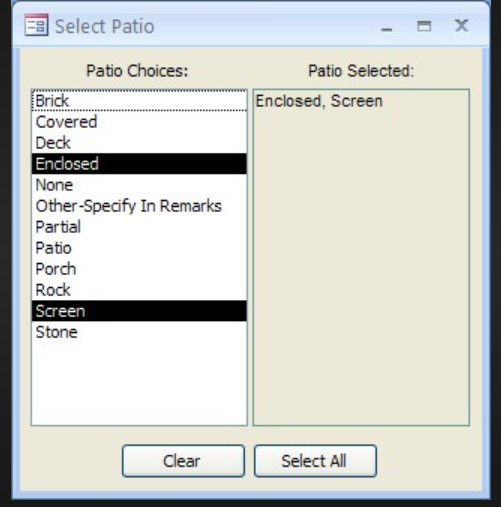 Select Patio
Patio Choices:
Patio Selected:
Brick
Covered
Deck
Enclosed
None
Other-Specify In Remarks
Partial
Patio
Porch
Rock
Screen
Stone
Enclosed, Screen
Clear
Select All